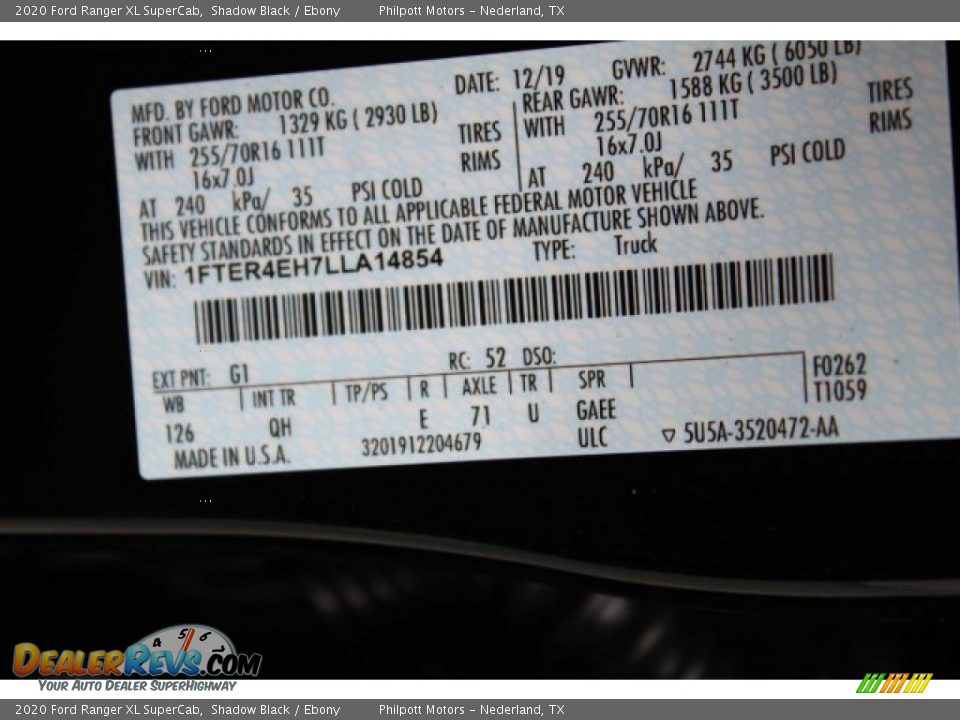 2020 Ford Ranger XL SuperCab, Shadow Black / Ebony Philpott Motors - Nederland, TX
MFD. BY FORD MOTOR CO. DATE: 12/19 GVWR: 2744 KG ( 6050 LB)
FRONT GAWR: 1329 KG ( 2930 LB) REAR GAWR: 1588 KG ( 3500 LB)
WITH 255/70R16 111T TIRES WITH 255/70R16 111T TIRES
16x7.0J RIMS 16x7.0J RIMS
AT 240 kPa/ 35 PSI COLD AT 240 kPa/ 35 PSI COLD
THIS VEHICLE CONFORMS TO ALL APPLICABLE FEDERAL MOTOR VEHICLE
SAFETY STANDARDS IN EFFECT ON THE DATE OF MANUFACTURE SHOWN ABOVE.
VIN: 1FTER4EH7LLA14854 TYPE: Truck
EXT PNT: G1 RC: 52 DSO:
WB INT TR TP/PS R AXLE TR SPR F0262
126 QH E 71 U GAEE T1059
MADE IN U.S.A. 3201912204679 ULC ▽ 5U5A-3520472-AA
4 5 6
DEALERREVS.COM
YOUR AUTO DEALER SUPERHIGHWAY
2020 Ford Ranger XL SuperCab, Shadow Black / Ebony Philpott Motors - Nederland, TX